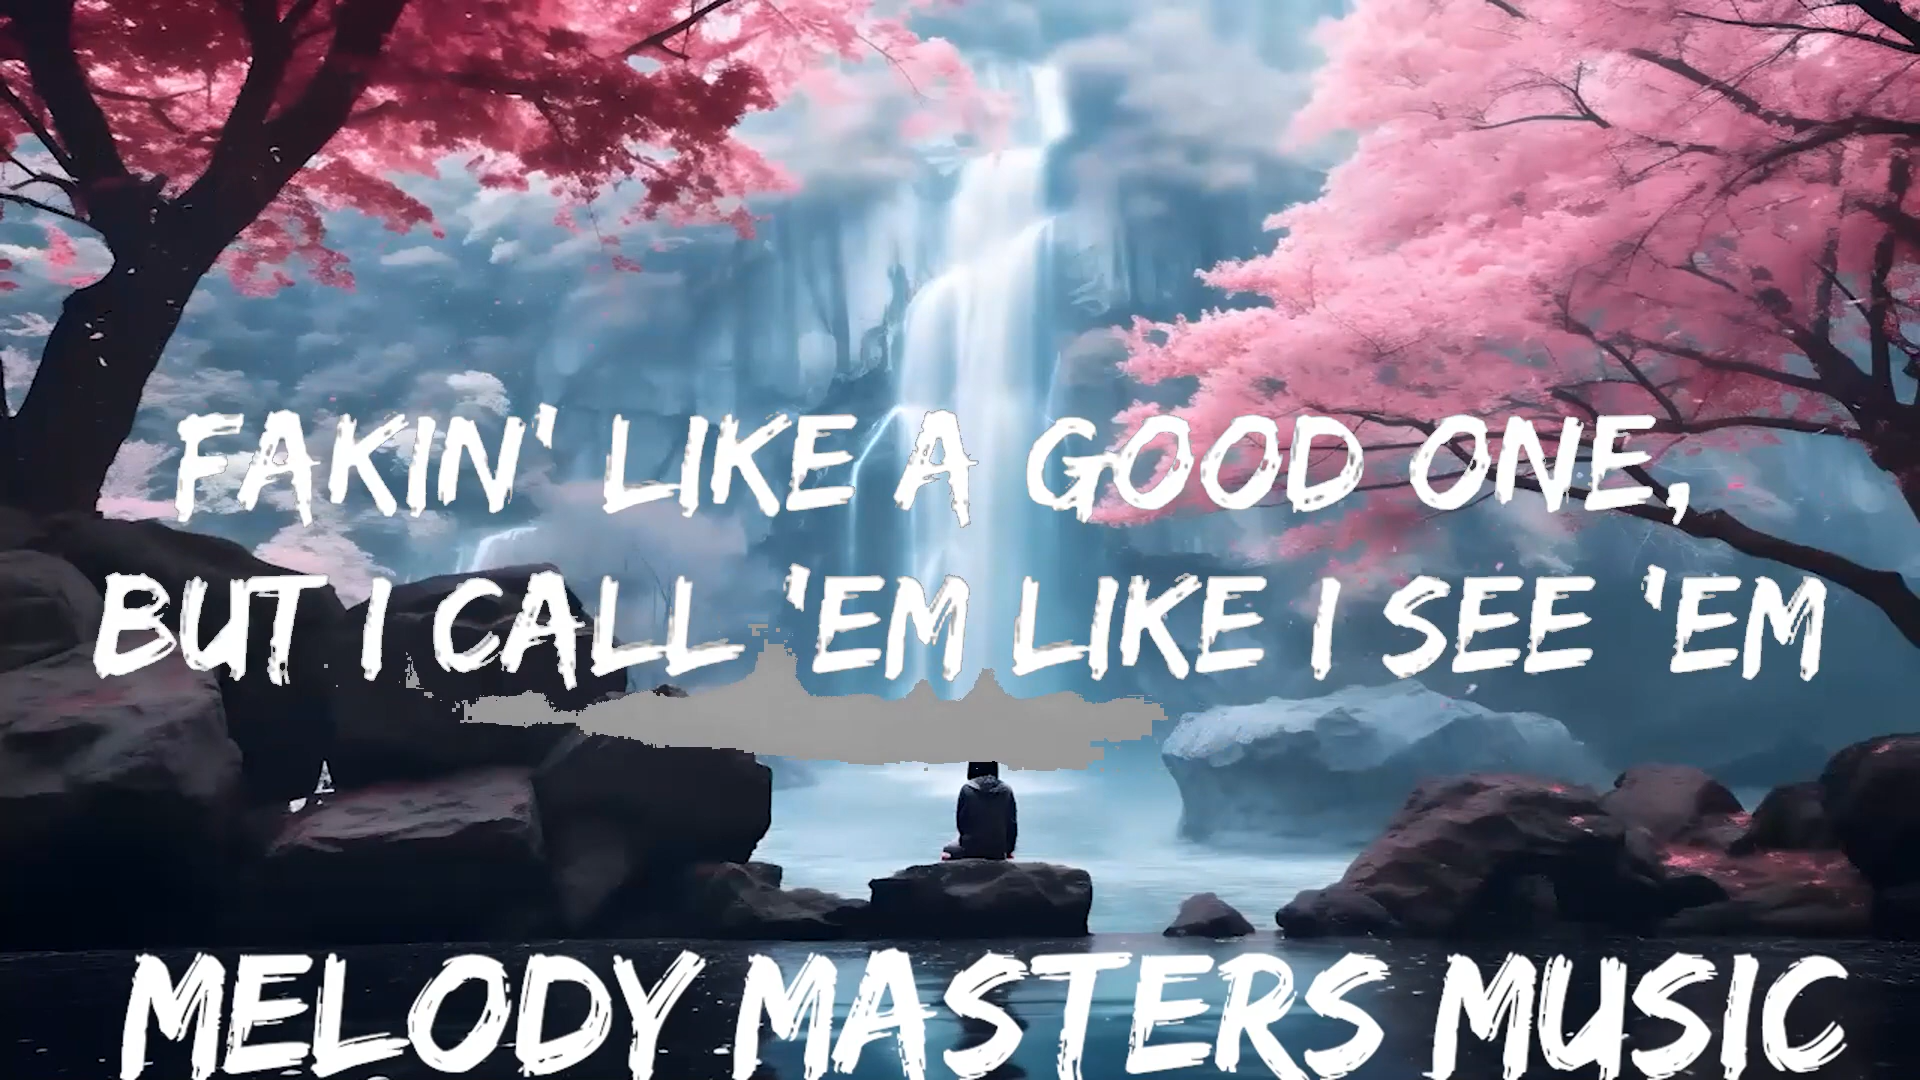 FAKIN' LIKE A GOOD ONE,
BUT I CALL 'EM LIKE I SEE 'EM
MELODY MASTERS MUSIC